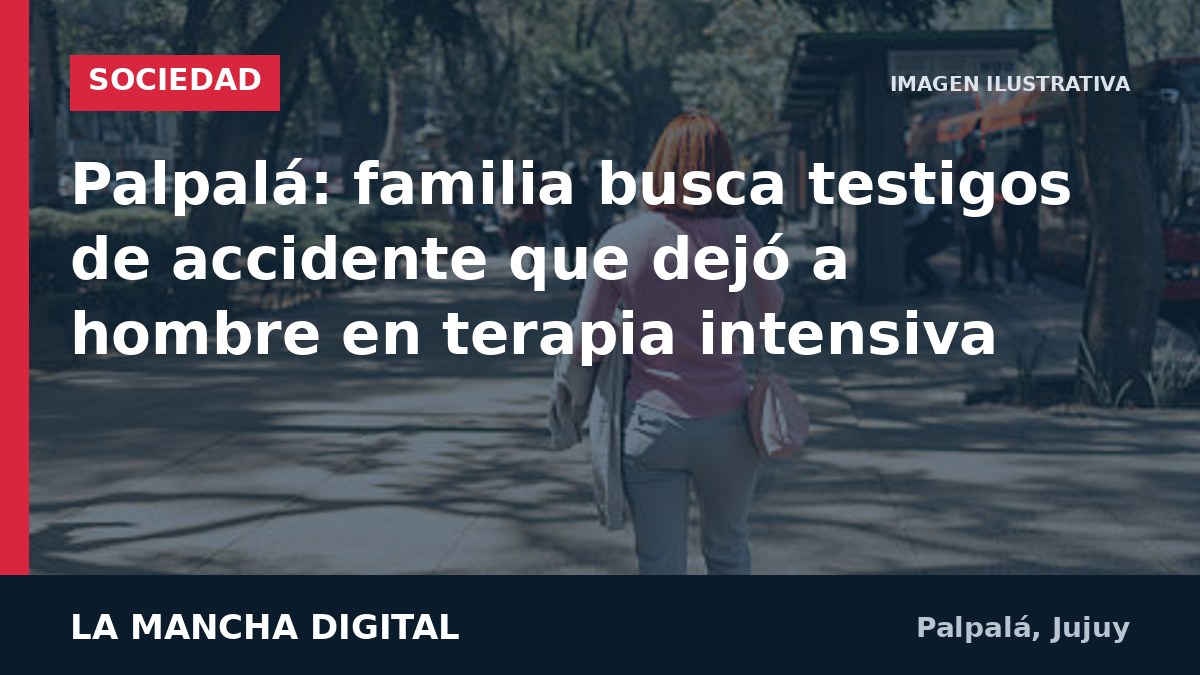 SOCIEDAD
IMAGEN ILUSTRATIVA
Palpalá: familia busca testigos
de accidente que dejó a
hombre en terapia intensiva
LA MANCHA DIGITAL
Palpalá, Jujuy